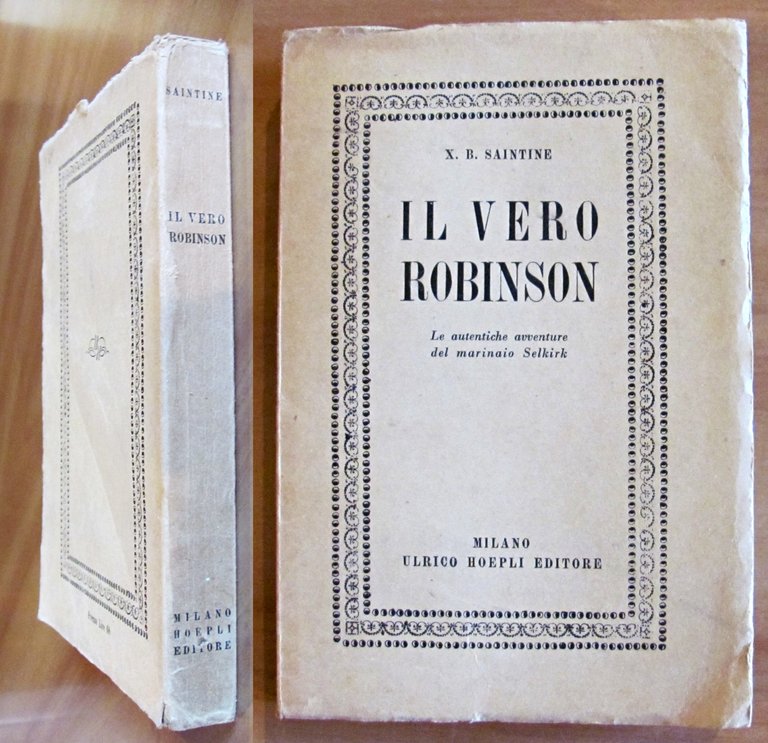 SAINTINE
IL VERO
ROBINSON
MILANO
HOEPLI
EDITORE
X. B. SAINTINE
IL VERO
ROBINSON
Le autentiche avventure
del marinaio Selkirk
MILANO
ULRICO HOEPLI EDITORE